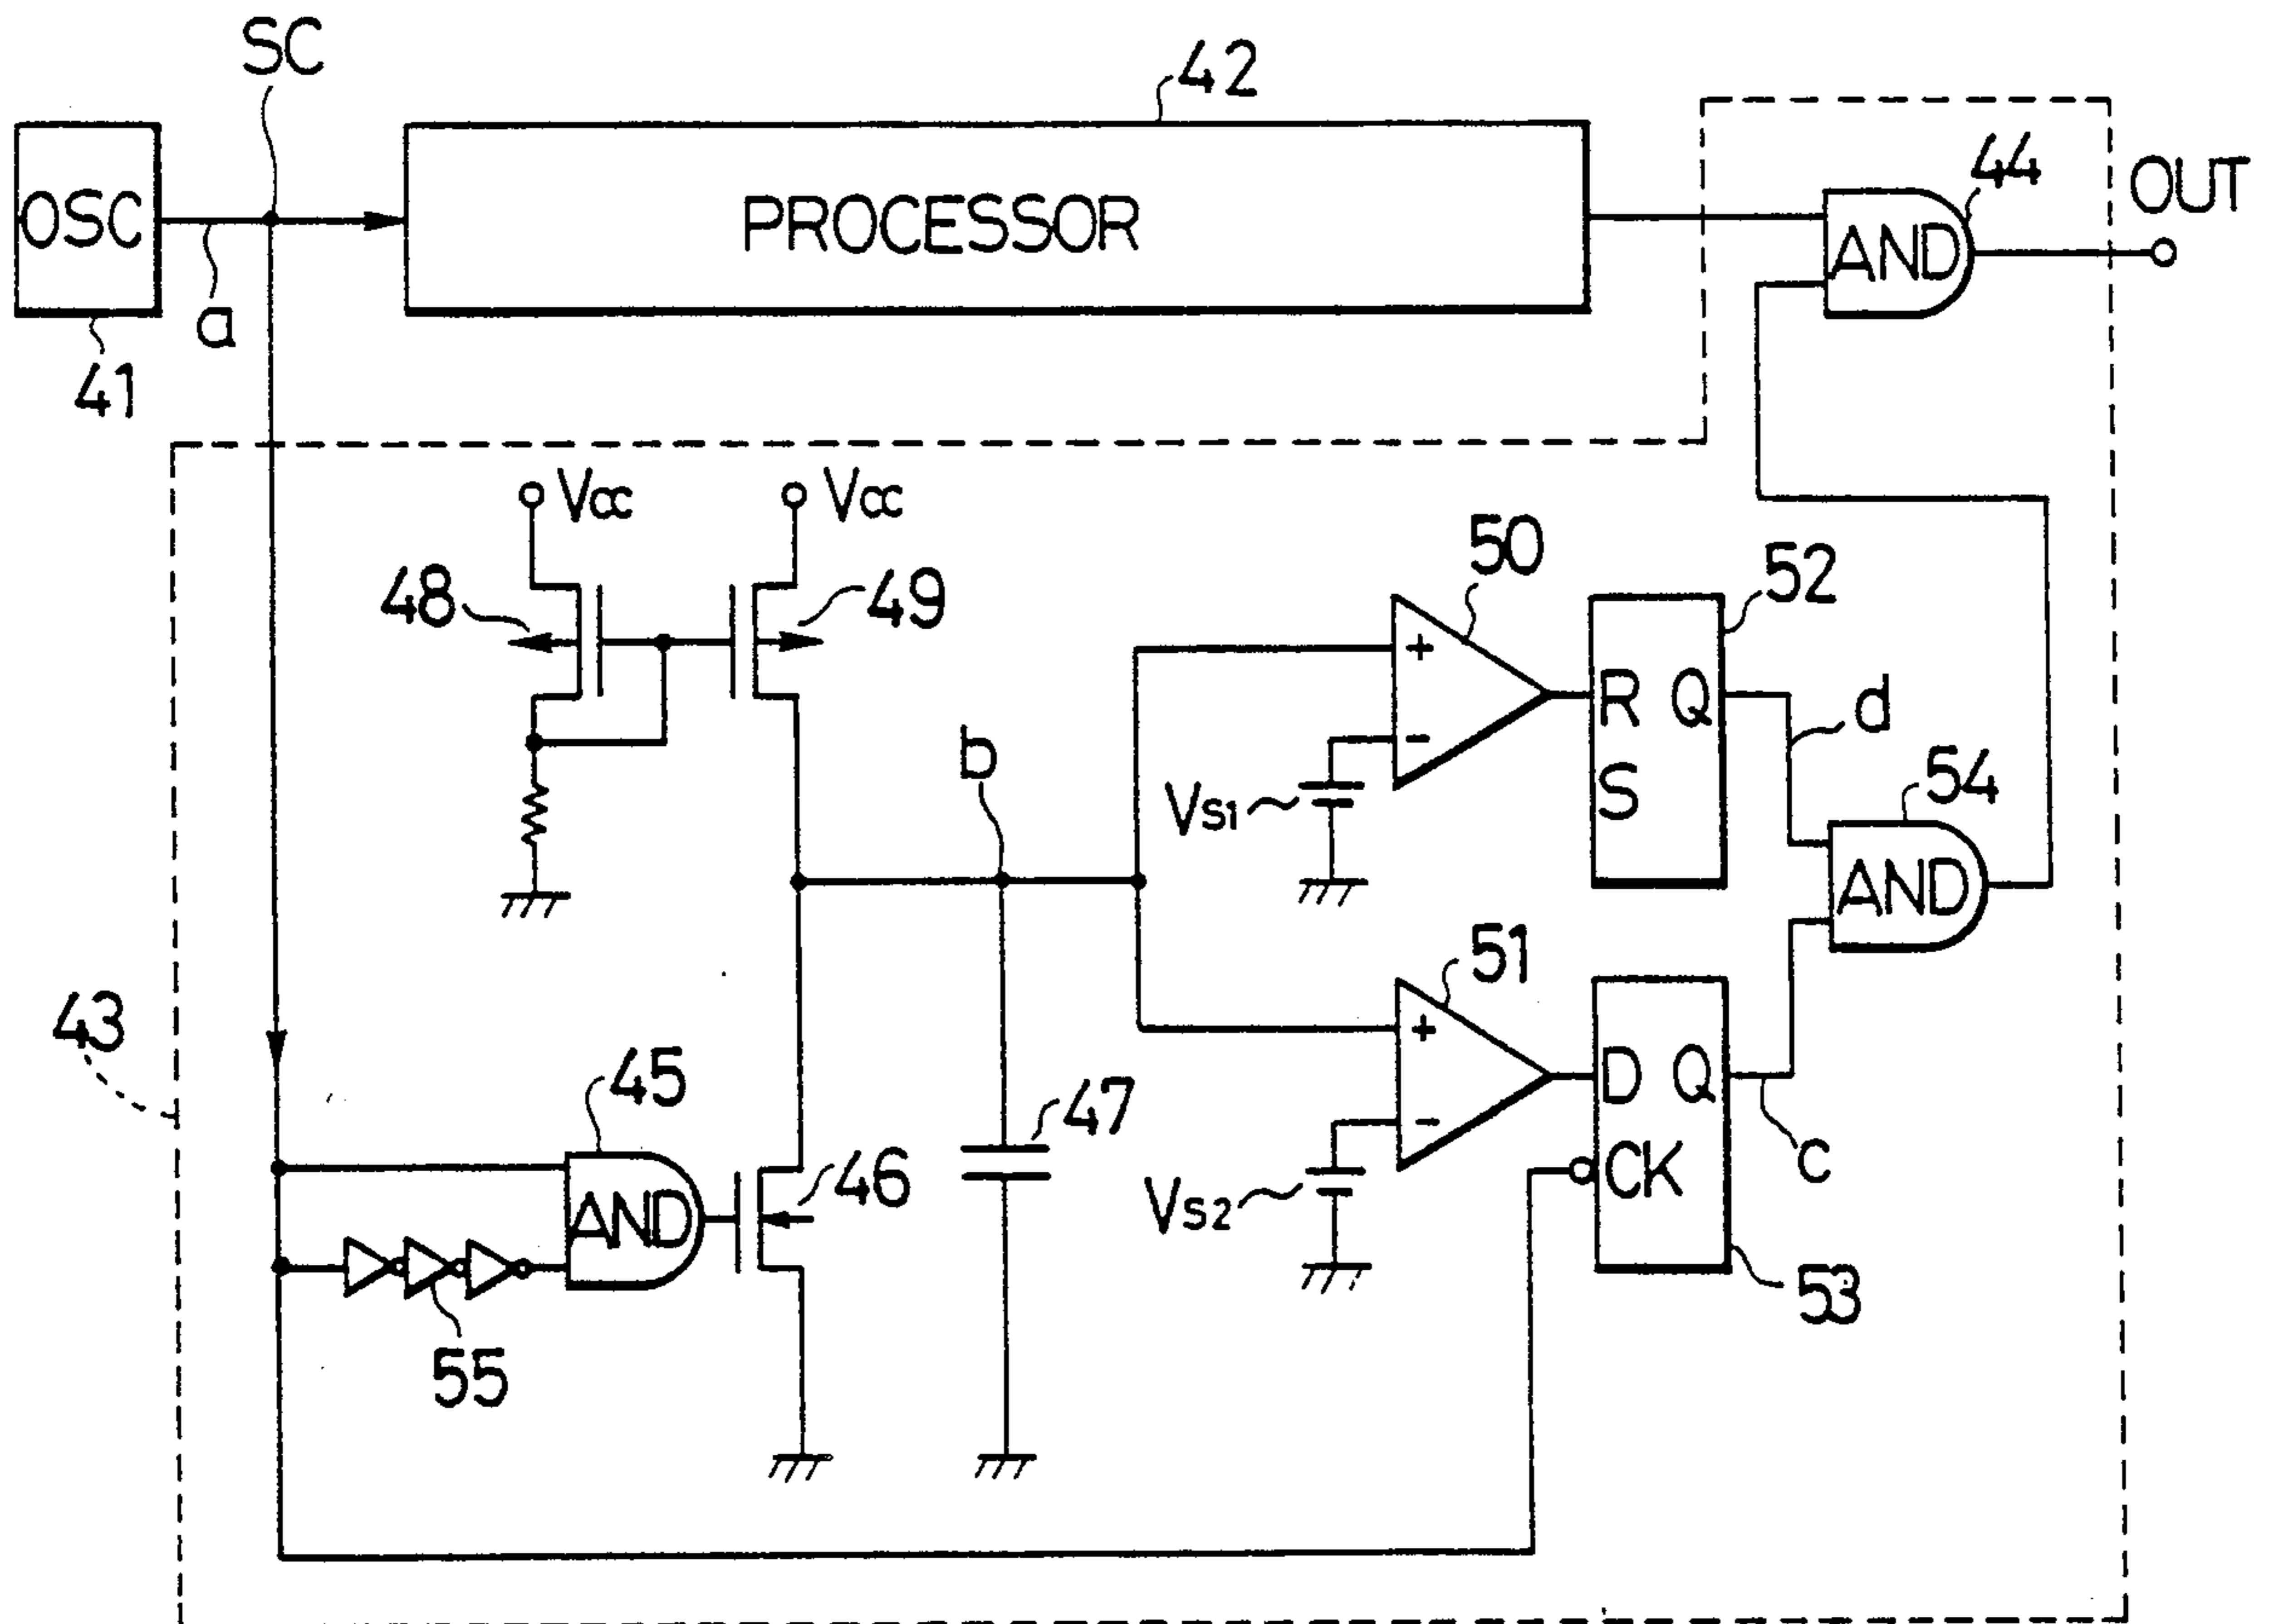 SC
42
OSC
PROCESSOR
AND
44
OUT
a
41
Vcc
Vcc
48
49
50
52
+
-
R Q
S
d
b
Vs1
54
AND
51
43
+
-
D Q
CK
c
45
47
AND
46
Vs2
53
55